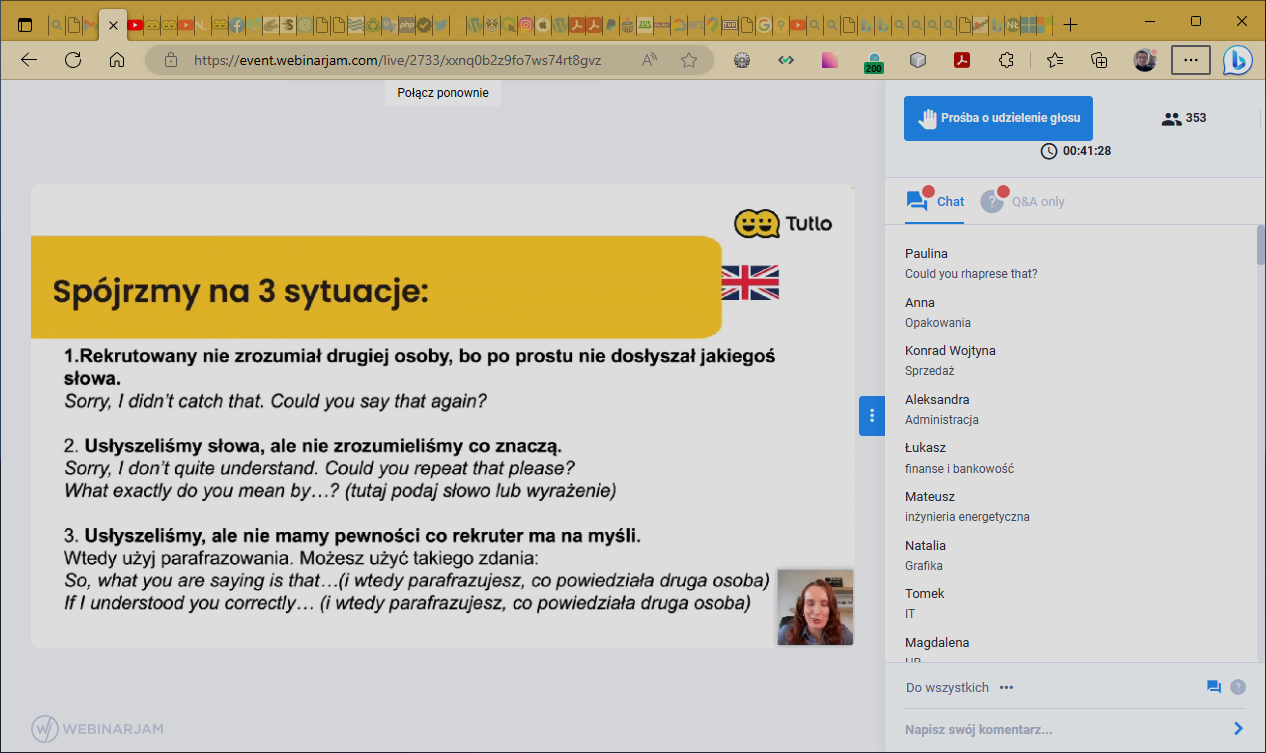 https://event.webinarjam.com/live/2733/xxnq0b2z9fo7ws74rt8gvz
200
Połącz ponownie
Prośba o udzielenie głosu
353
00:41:28
Chat
Q&A only
Tutlo
Spójrzmy na 3 sytuacje:
1.Rekrutowany nie zrozumiał drugiej osoby, bo po prostu nie dosłyszał jakiegoś
słowa.
Sorry, I didn't catch that. Could you say that again?
2. Usłyszeliśmy słowa, ale nie zrozumieliśmy co znaczą.
Sorry, I don't quite understand. Could you repeat that please?
What exactly do you mean by…? (tutaj podaj słowo lub wyrażenie)
3. Usłyszeliśmy, ale nie mamy pewności co rekruter ma na myśli.
Wtedy użyj parafrazowania. Możesz użyć takiego zdania:
So, what you are saying is that…(i wtedy parafrazujesz, co powiedziała druga osoba)
If I understood you correctly… (i wtedy parafrazujesz, co powiedziała druga osoba)
WEBINARJAM
Paulina
Could you rhaprese that?
Anna
Opakowania
Konrad Wojtyna
Sprzedaż
Aleksandra
Administracja
Łukasz
finanse i bankowość
Mateusz
inżynieria energetyczna
Natalia
Grafika
Tomek
IT
Magdalena
Do wszystkich
Napisz swój komentarz...